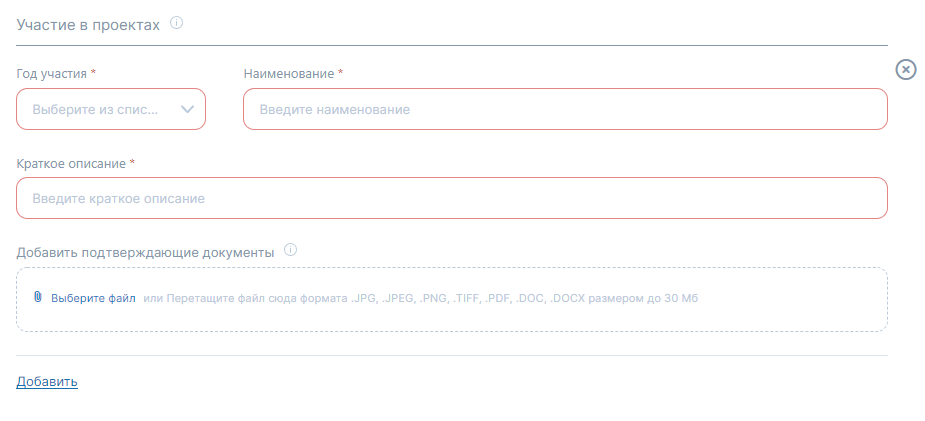 Участие в проектах
Год участия * Наименование *
Выберите из спис... Введите наименование
Краткое описание *
Введите краткое описание
Добавить подтверждающие документы
Выберите файл или Перетащите файл сюда формата .JPG, .JPEG, .PNG, .TIFF, .PDF, .DOC, .DOCX размером до 30 Мб
Добавить